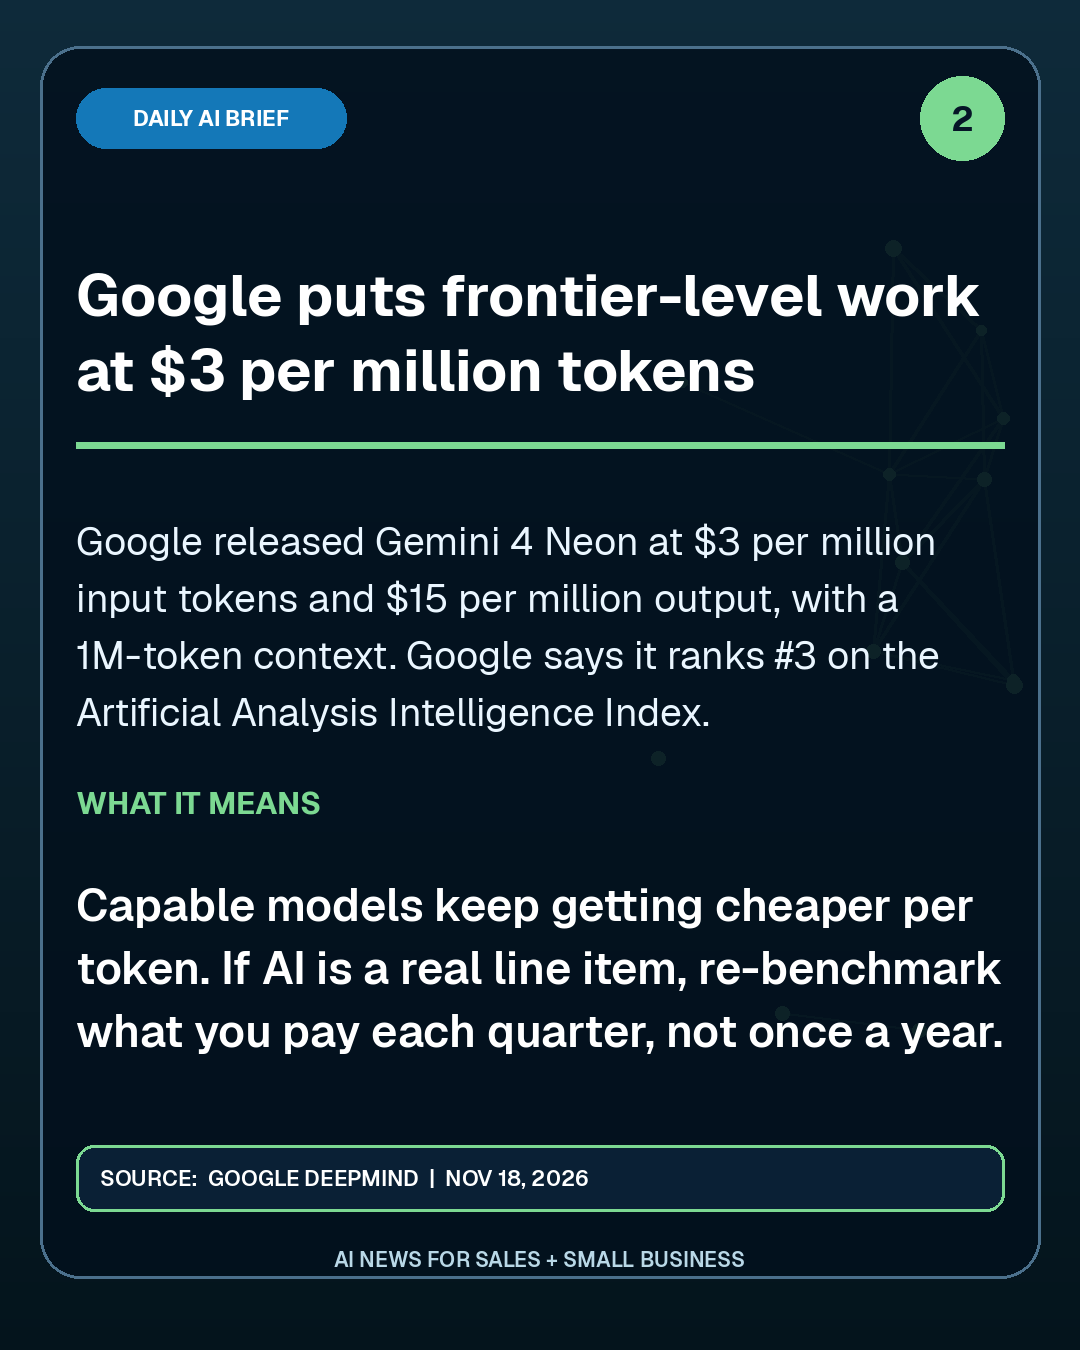 DAILY AI BRIEF
2
Google puts frontier-level work
at $3 per million tokens
Google released Gemini 4 Neon at $3 per million
input tokens and $15 per million output, with a
1M-token context. Google says it ranks #3 on the
Artificial Analysis Intelligence Index.
WHAT IT MEANS
Capable models keep getting cheaper per
token. If AI is a real line item, re-benchmark
what you pay each quarter, not once a year.
SOURCE: GOOGLE DEEPMIND | NOV 18, 2026
AI NEWS FOR SALES + SMALL BUSINESS